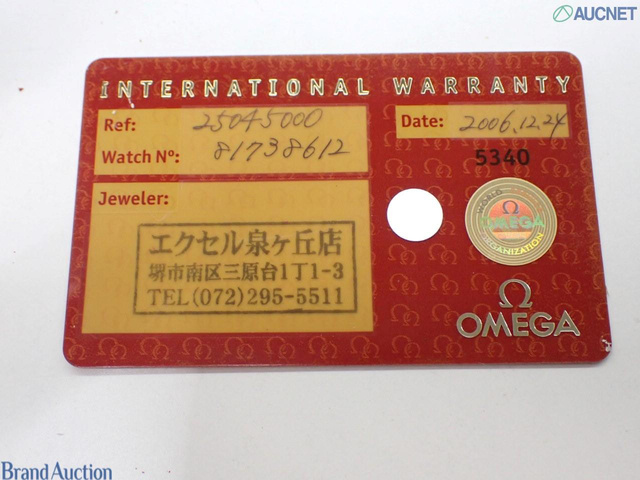 AUCNET
INTERNATIONAL WARRANTY
Ref: 25045000
Date: 2006.12.24
Watch Nº: 81738612
5340
Jeweler:
エクセル泉ヶ丘店
堺市南区三原台1丁1-3
TEL(072)295-5511
WORLD
Ω
OMEGA
ORGANIZATION
Ω
OMEGA
Brand Auction